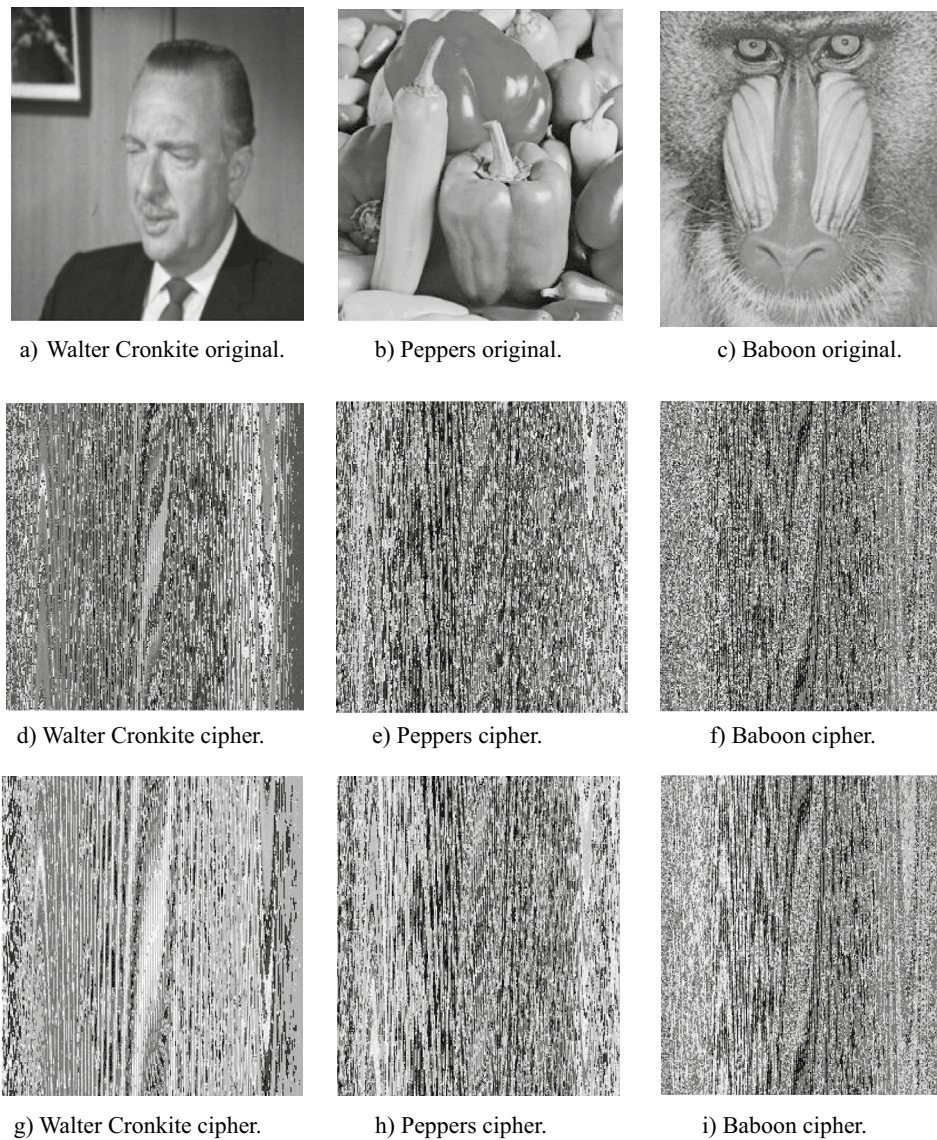 a) Walter Cronkite original.
b) Peppers original.
c) Baboon original.
d) Walter Cronkite cipher.
e) Peppers cipher.
f) Baboon cipher.
g) Walter Cronkite cipher.
h) Peppers cipher.
i) Baboon cipher.